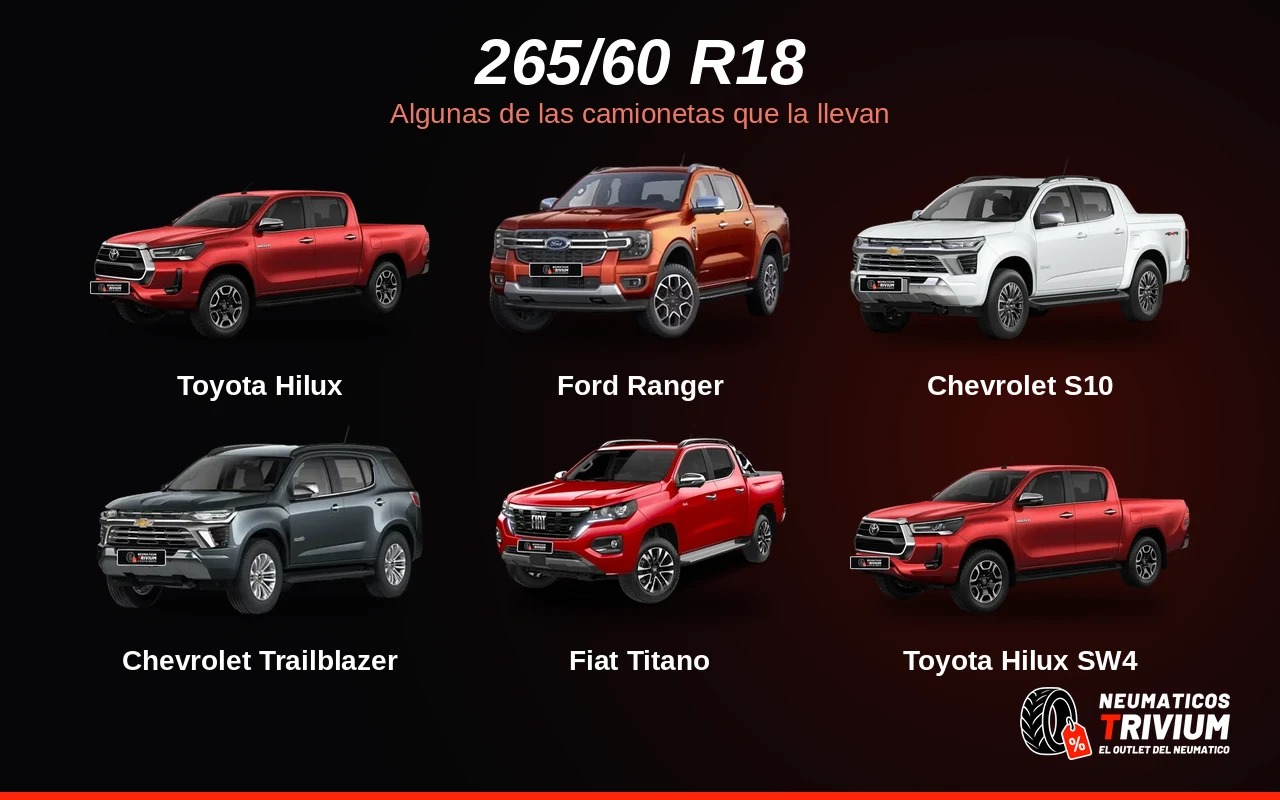 265/60 R18
Algunas de las camionetas que la llevan
Toyota Hilux
Ford Ranger
Chevrolet S10
Chevrolet Trailblazer
Fiat Titano
Toyota Hilux SW4
NEUMATICOS
TRIVIUM
EL OUTLET DEL NEUMATICO
%